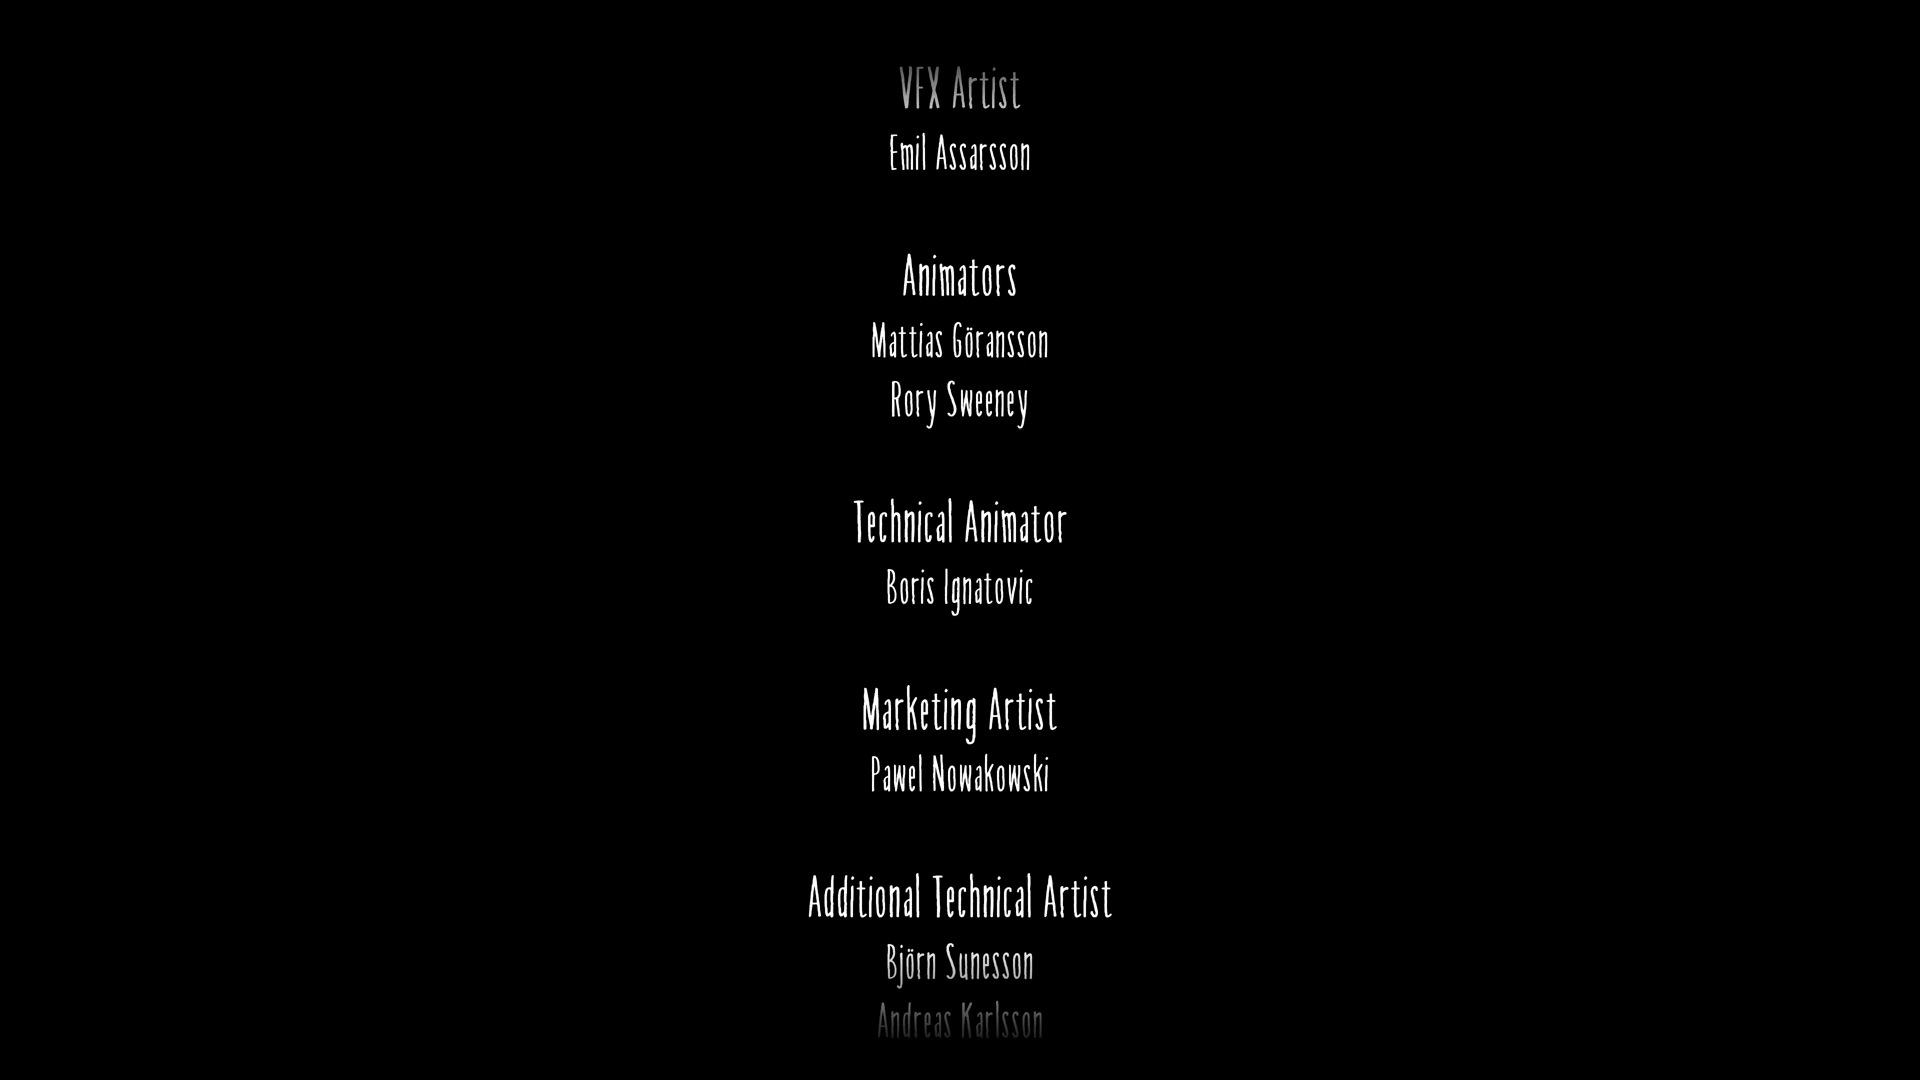 VFX Artist
Emil Assarsson
Animators
Mattias Göransson
Rory Sweeney
Technical Animator
Boris Ignatovic
Marketing Artist
Pawel Nowakowski
Additional Technical Artist
Björn Sunesson
Andreas Karlsson